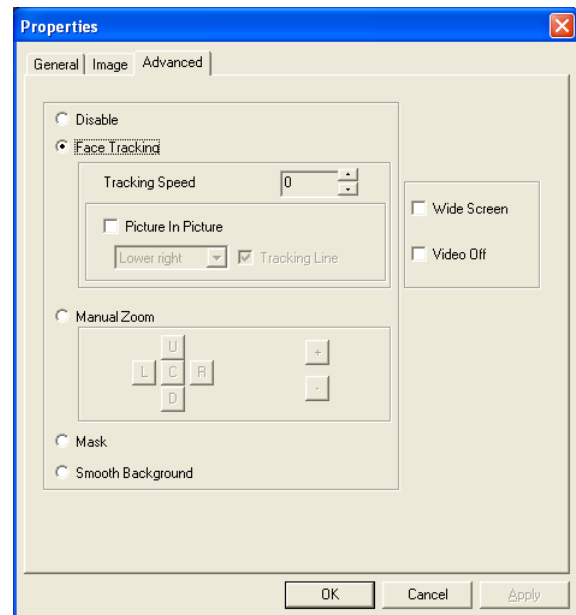 Properties
General Image Advanced
Disable
Face Tracking
Tracking Speed 0
Picture In Picture
Lower right Tracking Line
Wide Screen
Video Off
Manual Zoom
U
L C R
D
+
-
Mask
Smooth Background
OK Cancel Apply